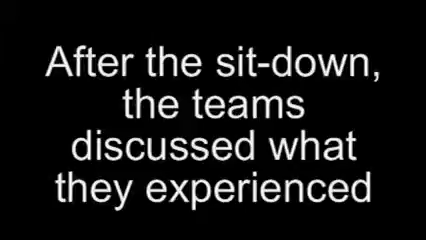 After the sit-down,
the teams
discussed what
they experienced